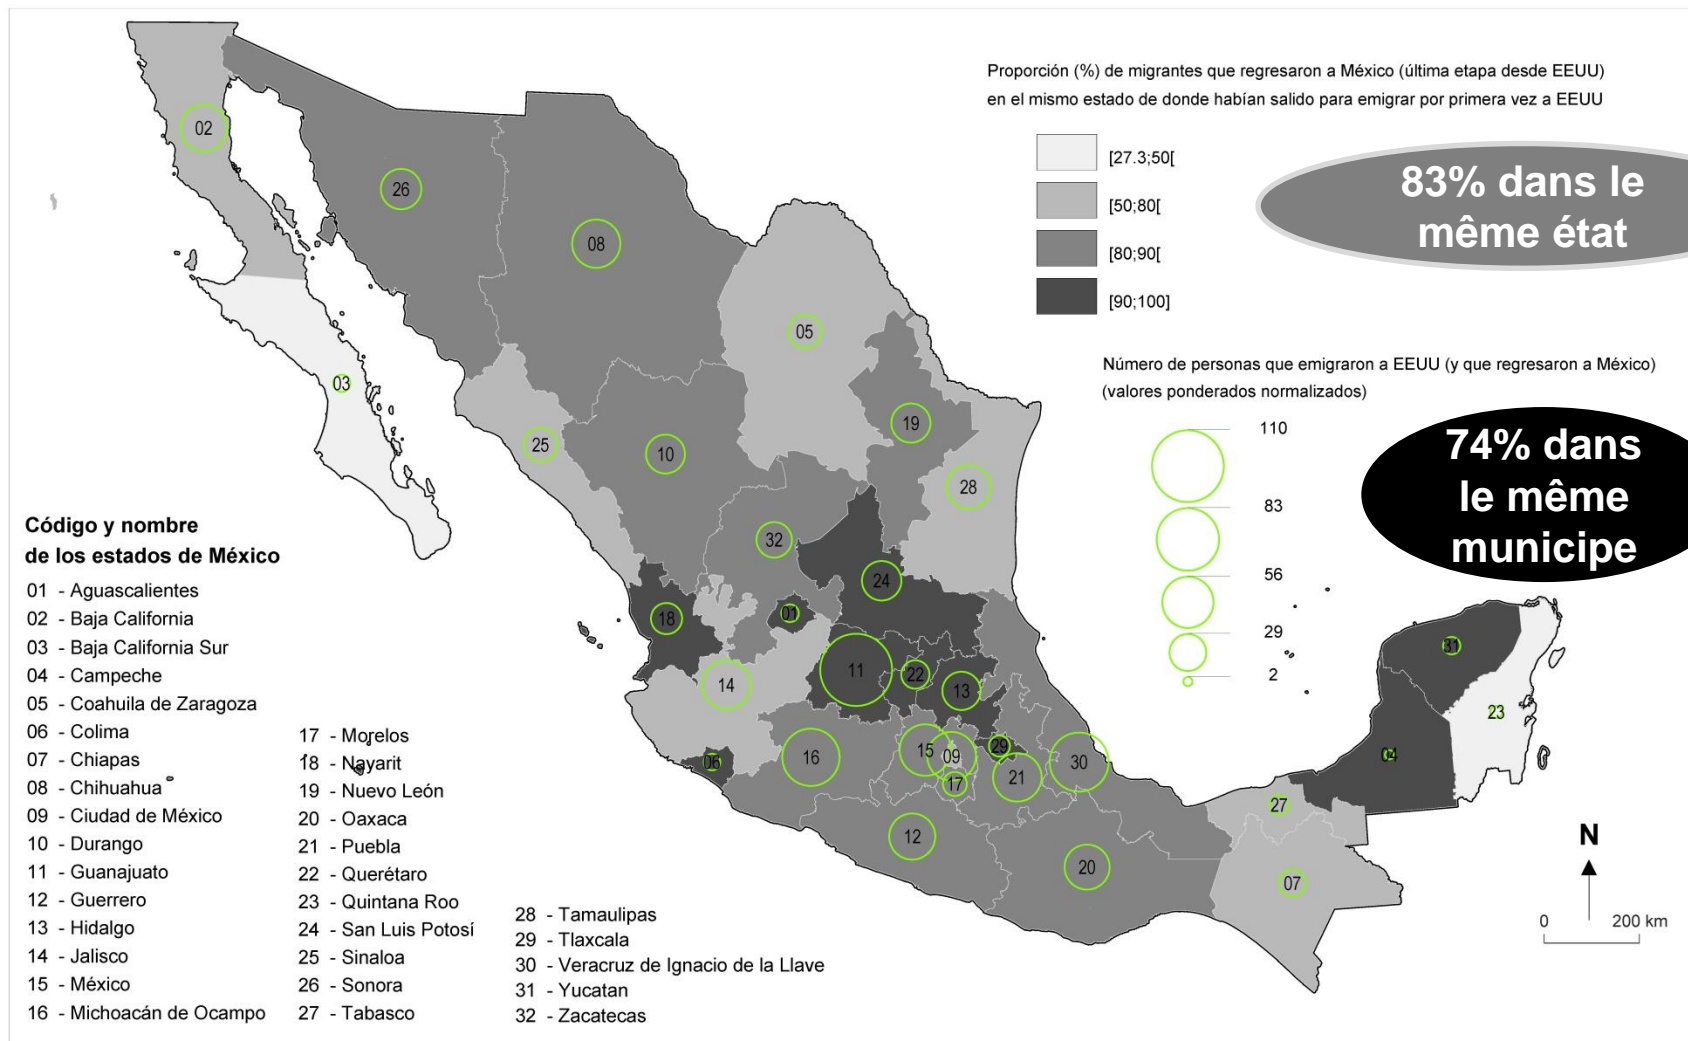 Proporción (%) de migrantes que regresaron a México (última etapa desde EEUU)
en el mismo estado de donde habían salido para emigrar por primera vez a EEUU
[27.3;50[
[50;80[
[80;90[
[90;100]
83% dans le
même état
Número de personas que emigraron a EEUU (y que regresaron a México)
(valores ponderados normalizados)
110
83
56
29
2
74% dans
le même
municipe
02
26
08
05
03
25
10
19
28
32
24
18
01
14
11
22
13
16
15
09
29
06
17
21
30
12
20
27
07
31
23
04
N
0 200 km
Código y nombre
de los estados de México
01 - Aguascalientes
02 - Baja California
03 - Baja California Sur
04 - Campeche
05 - Coahuila de Zaragoza
06 - Colima
07 - Chiapas
08 - Chihuahua
09 - Ciudad de México
10 - Durango
11 - Guanajuato
12 - Guerrero
13 - Hidalgo
14 - Jalisco
15 - México
16 - Michoacán de Ocampo
17 - Morelos
18 - Nayarit
19 - Nuevo León
20 - Oaxaca
21 - Puebla
22 - Querétaro
23 - Quintana Roo
24 - San Luis Potosí
25 - Sinaloa
26 - Sonora
27 - Tabasco
28 - Tamaulipas
29 - Tlaxcala
30 - Veracruz de Ignacio de la Llave
31 - Yucatan
32 - Zacatecas